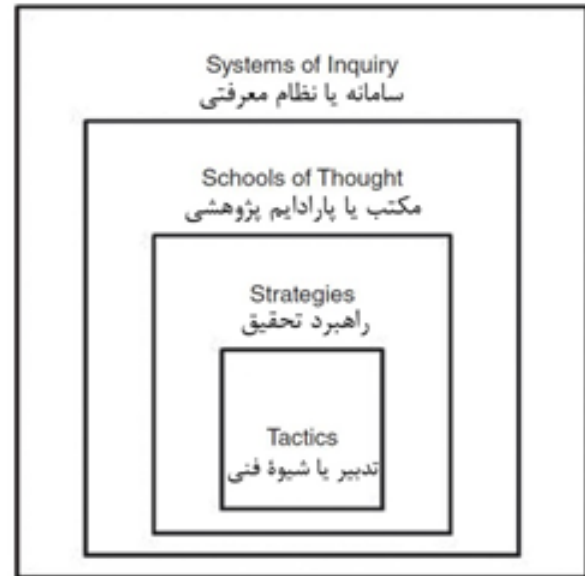 Systems of Inquiry
سامانه یا نظام معرفتی
Schools of Thought
مکتب یا پارادایم پژوهشی
Strategies
راهبرد تحقیق
Tactics
تدبیر یا شیوۀ فنی